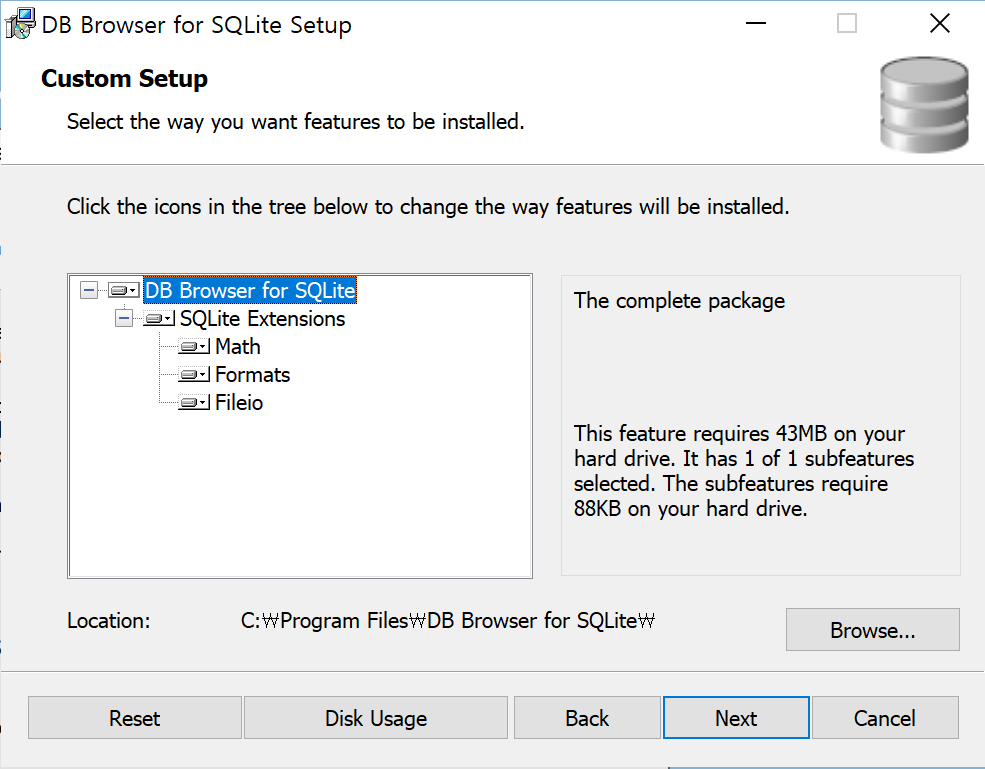 DB Browser for SQLite Setup
Custom Setup
Select the way you want features to be installed.
Click the icons in the tree below to change the way features will be installed.
DB Browser for SQLite
SQLite Extensions
Math
Formats
Fileio
The complete package
This feature requires 43MB on your
hard drive. It has 1 of 1 subfeatures
selected. The subfeatures require
88KB on your hard drive.
Location: C:₩Program Files₩DB Browser for SQLite₩
Browse...
Reset Disk Usage Back Next Cancel